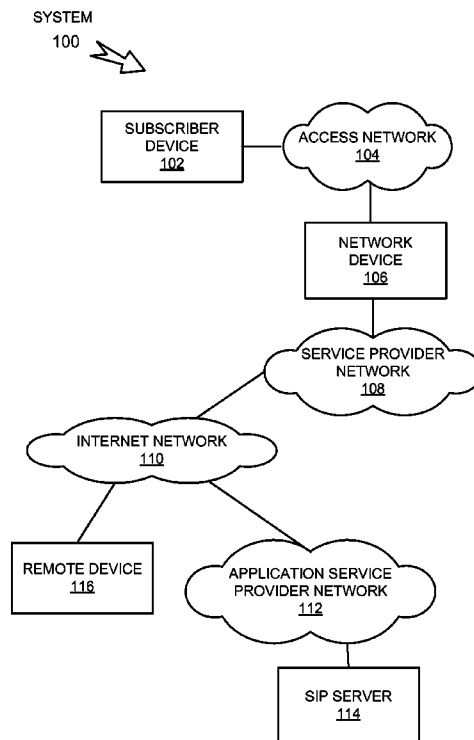 SYSTEM
100
SUBSCRIBER
DEVICE
102
ACCESS NETWORK
104
NETWORK
DEVICE
106
SERVICE PROVIDER
NETWORK
108
INTERNET NETWORK
110
REMOTE DEVICE
116
APPLICATION SERVICE
PROVIDER NETWORK
112
SIP SERVER
114